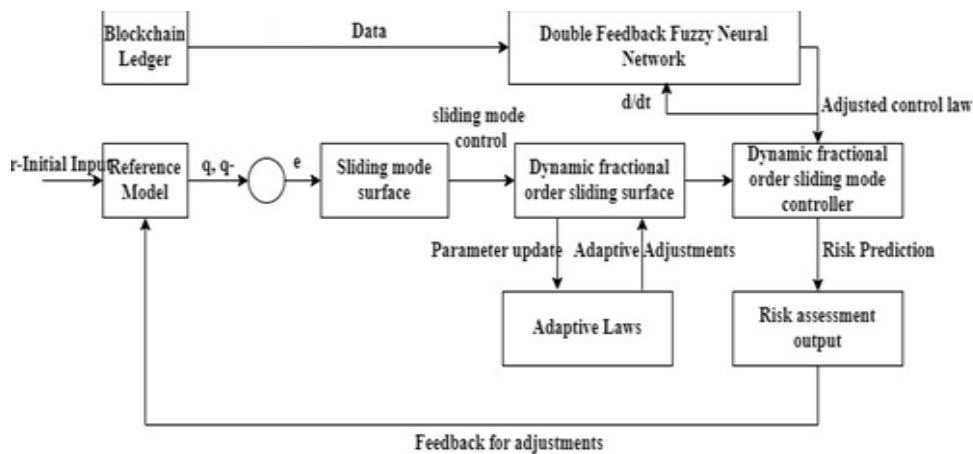 Blockchain
Ledger
Data
Double Feedback Fuzzy Neural
Network
d/dt
Adjusted control law
sliding mode
control
r-Initial Input
Reference
Model
q, q-
e
Sliding mode
surface
Dynamic fractional
order sliding surface
Dynamic fractional
order sliding mode
controller
Parameter update
Adaptive Adjustments
Risk Prediction
Adaptive Laws
Risk assessment
output
Feedback for adjustments